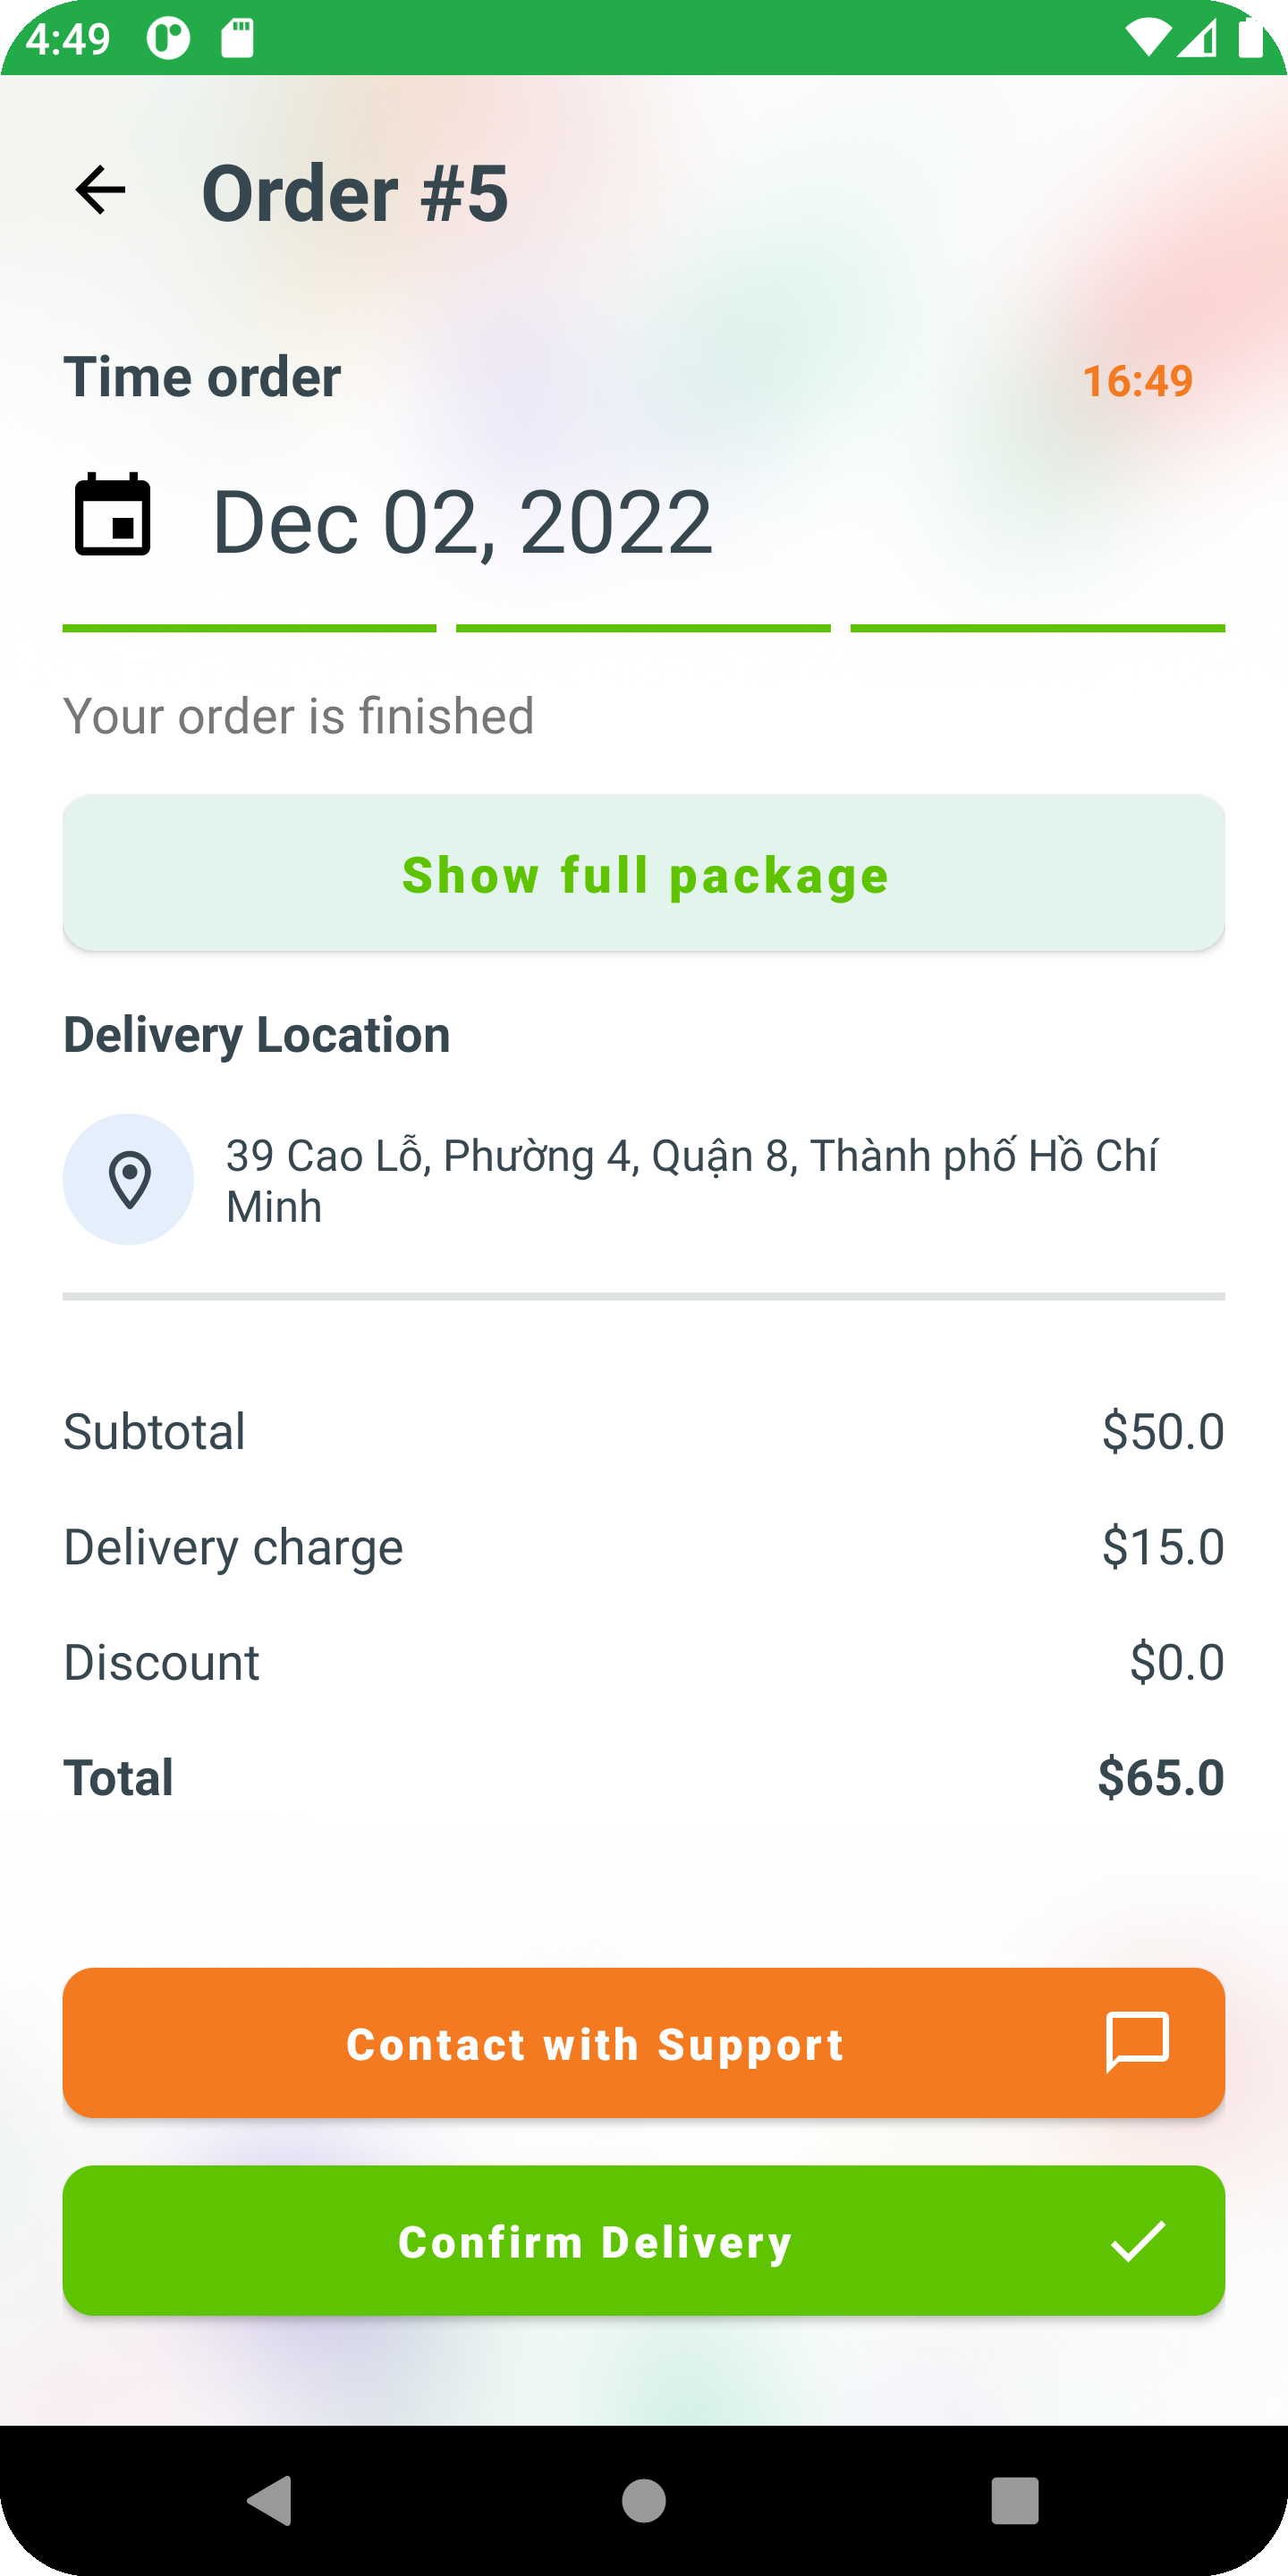 4:49
Order #5
Time order
16:49
Dec 02, 2022
Your order is finished
Show full package
Delivery Location
39 Cao Lỗ, Phường 4, Quận 8, Thành phố Hồ Chí
Minh
Subtotal
$50.0
Delivery charge
$15.0
Discount
$0.0
Total
$65.0
Contact with Support
Confirm Delivery